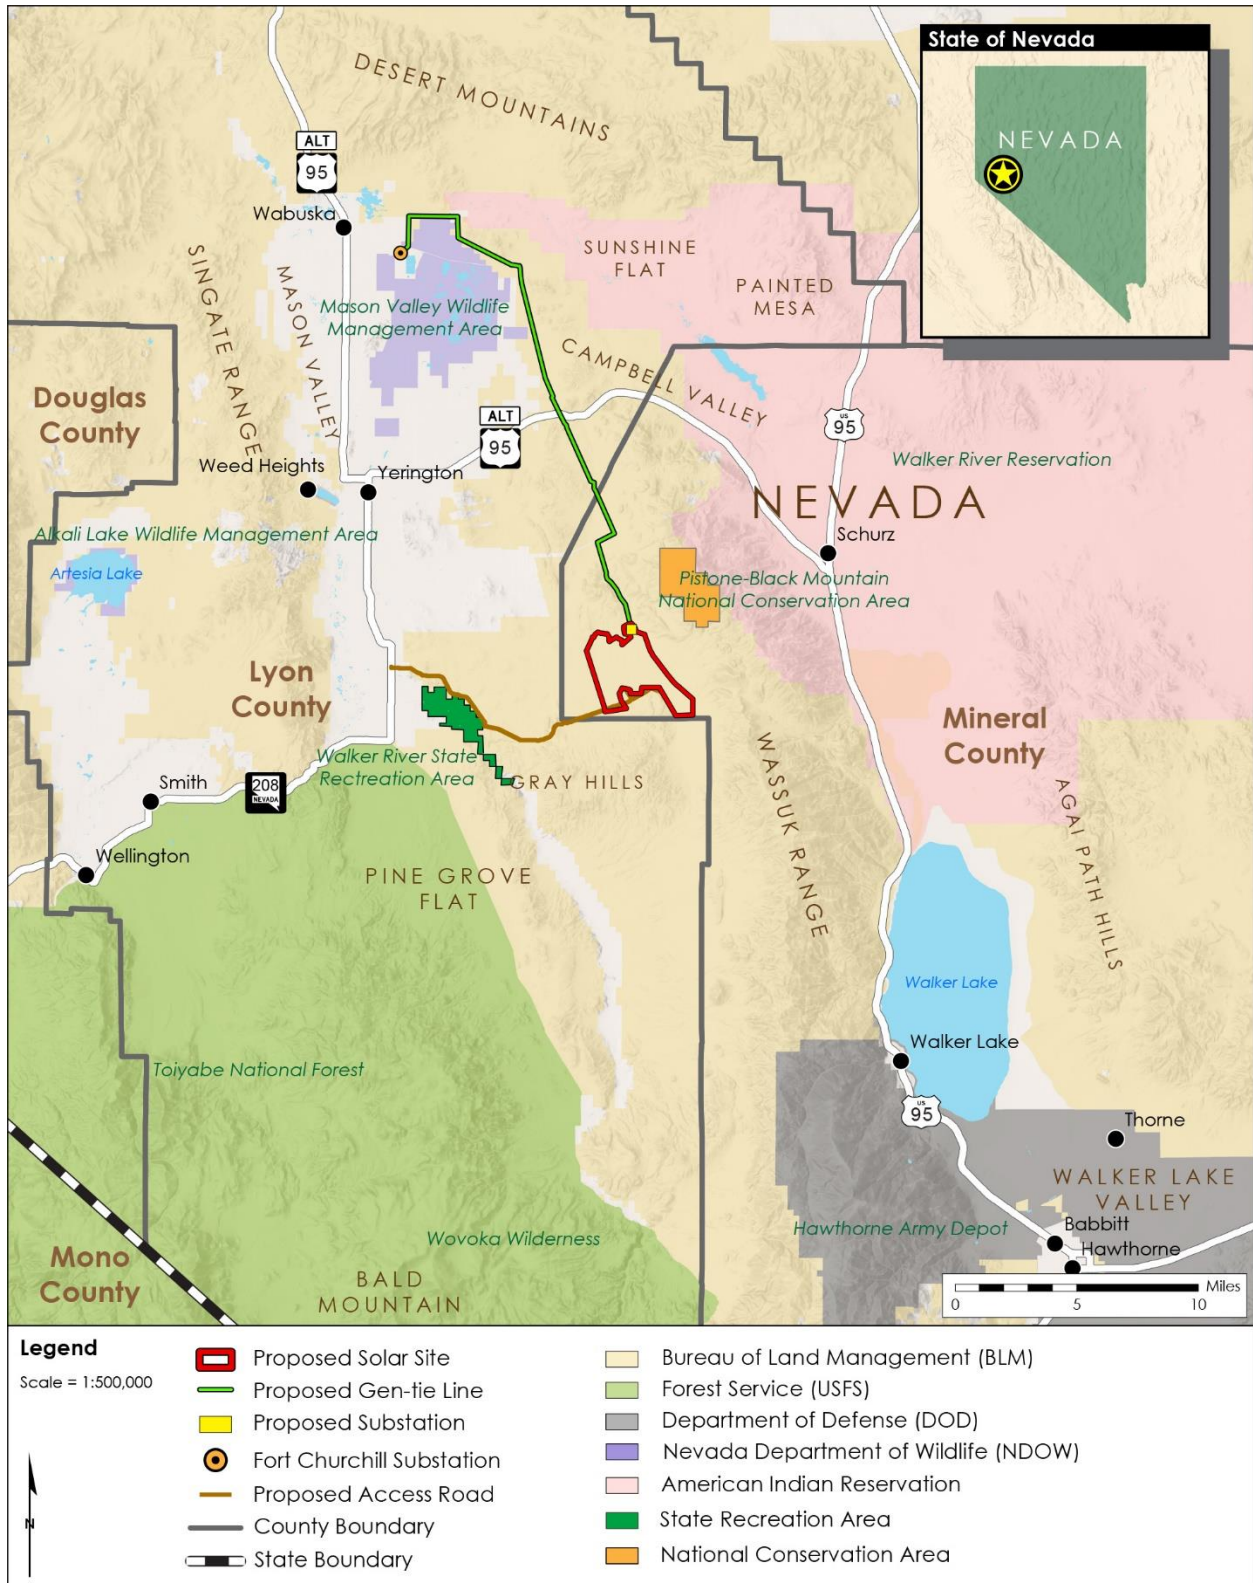 State of Nevada
NEVADA
DESERT MOUNTAINS
ALT
95
Wabuska
SUNSHINE
FLAT
PAINTED
MESA
SINGATE RANGE
MASON VALLEY
Mason Valley Wildlife
Management Area
CAMPBELL VALLEY
Douglas
County
ALT
95
US
95
Walker River Reservation
Weed Heights
Yerington
NEVADA
Alkali Lake Wildlife Management Area
Schurz
Artesia Lake
Pistone-Black Mountain
National Conservation Area
Lyon
County
Mineral
County
Walker River State
Rectreation Area
GRAY HILLS
WASSUK RANGE
AGAI PATH HILLS
Smith
208
NEVADA
Wellington
PINE GROVE
FLAT
Walker Lake
Walker Lake
Toiyabe National Forest
US
95
Thorne
WALKER LAKE
VALLEY
Wovoka Wilderness
Hawthorne Army Depot
Babbitt
Hawthorne
Mono
County
BALD
MOUNTAIN
Miles
0 5 10
Legend
Scale = 1:500,000
N
Proposed Solar Site
Proposed Gen-tie Line
Proposed Substation
Fort Churchill Substation
Proposed Access Road
County Boundary
State Boundary
Bureau of Land Management (BLM)
Forest Service (USFS)
Department of Defense (DOD)
Nevada Department of Wildlife (NDOW)
American Indian Reservation
State Recreation Area
National Conservation Area